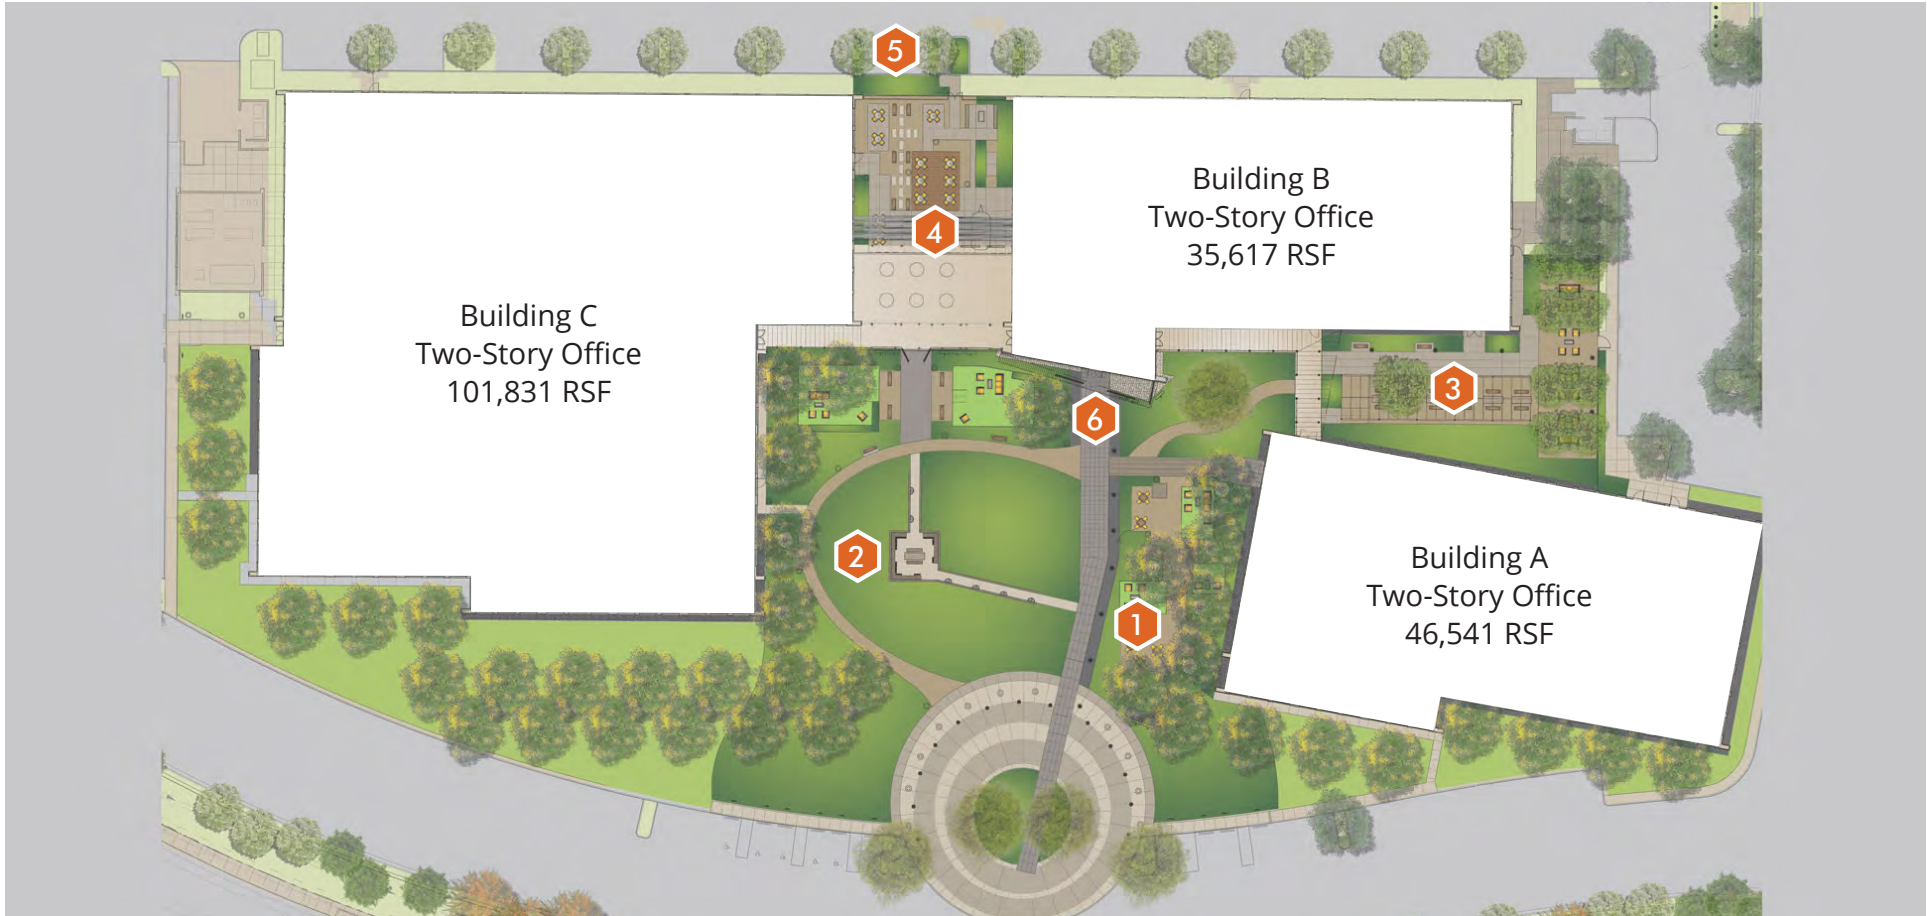 5
Building B
Two-Story Office
35,617 RSF
4
Building C
Two-Story Office
101,831 RSF
3
6
2
Building A
Two-Story Office
46,541 RSF
1